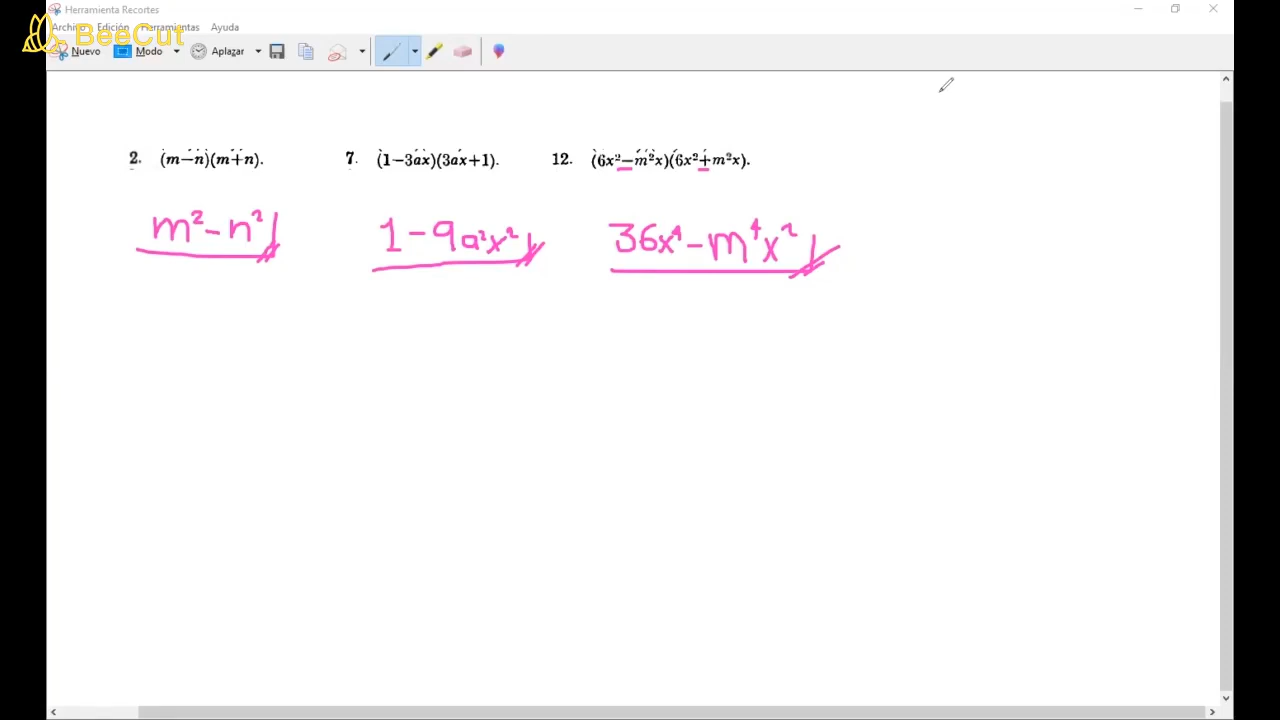 Herramienta Recortes
Archivo Edición Herramientas Ayuda
BeeCut
Nuevo Modo Aplazar
2. (m−n)(m+n). 7. (1−3ax)(3ax+1). 12. (6x²−m²x)(6x²+m²x).
m²−n² 1−9a²x² 36x⁴−m⁴x²